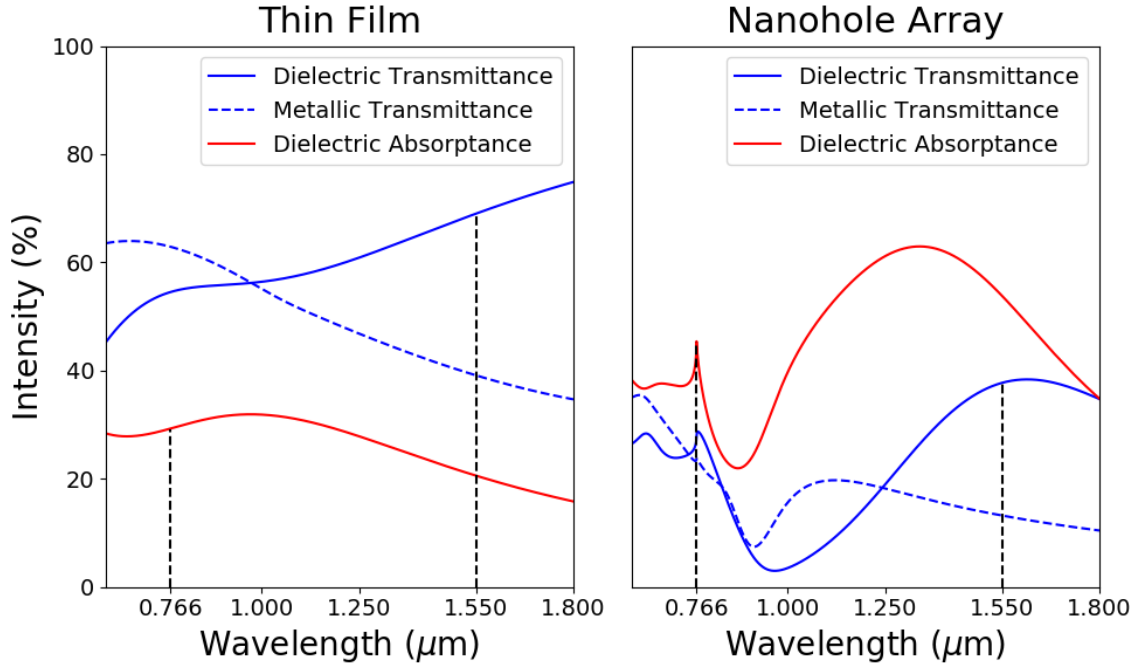 Thin Film
Nanohole Array
Intensity (%)
100
80
60
40
20
0
Dielectric Transmittance
Metallic Transmittance
Dielectric Absorptance
Dielectric Transmittance
Metallic Transmittance
Dielectric Absorptance
0.766 1.000 1.250 1.550 1.800
0.766 1.000 1.250 1.550 1.800
Wavelength (μm)
Wavelength (μm)